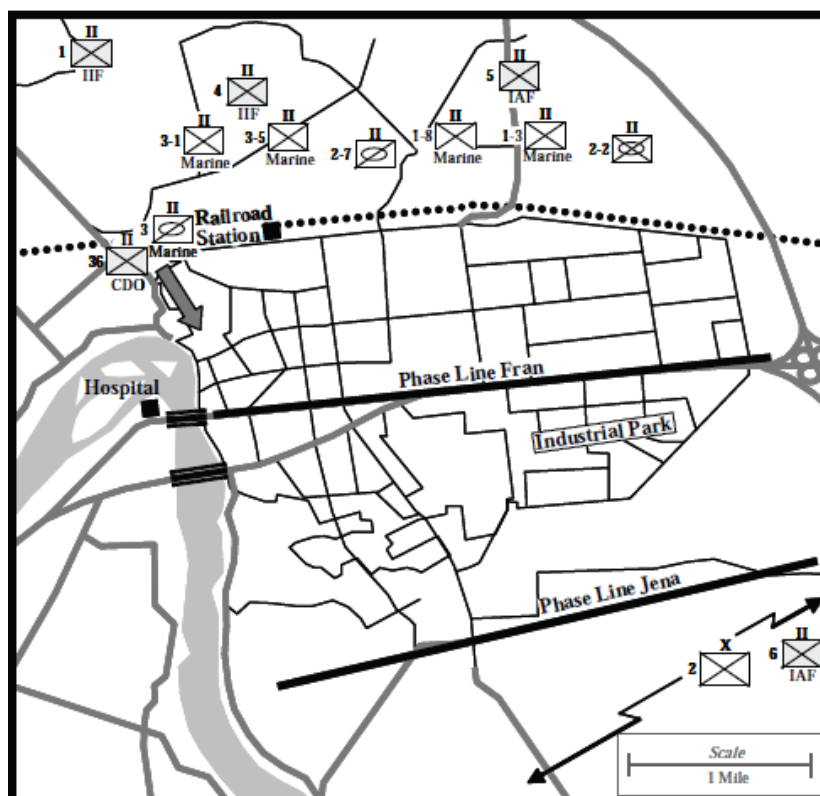 II
1
IIF
II
4
IIF
II
5
IAF
II
3-1
Marine
II
3-5
Marine
II
2-7
II
1-8
Marine
II
1-3
Marine
II
2-2
II
3
Marine
Railroad
Station
II
36
CDO
Hospital
Phase Line Fran
Industrial Park
Phase Line Jena
X
2
II
6
IAF
Scale
1 Mile